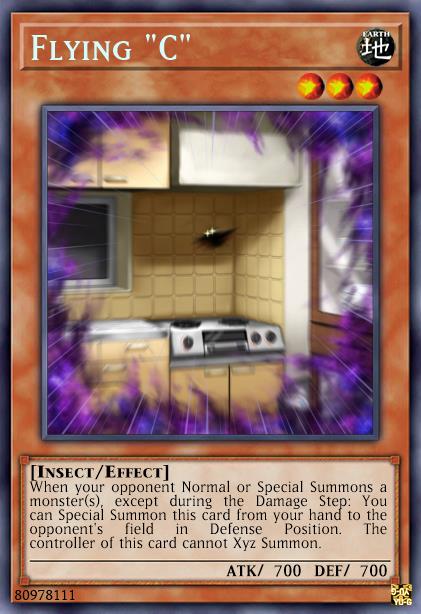 FLYING "C"
EARTH
地
[INSECT/EFFECT]
When your opponent Normal or Special Summons a
monster(s), except during the Damage Step: You
can Special Summon this card from your hand to the
opponent's field in Defense Position. The
controller of this card cannot Xyz Summon.
ATK/ 700 DEF/ 700
80978111